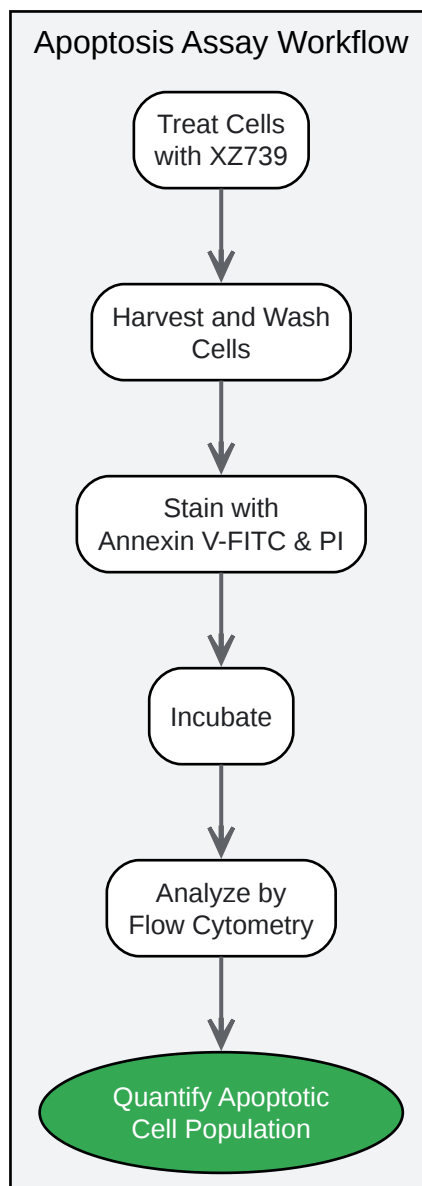 Apoptosis Assay Workflow
Treat Cells
with XZ739
Harvest and Wash
Cells
Stain with
Annexin V-FITC & PI
Incubate
Analyze by
Flow Cytometry
Quantify Apoptotic
Cell Population